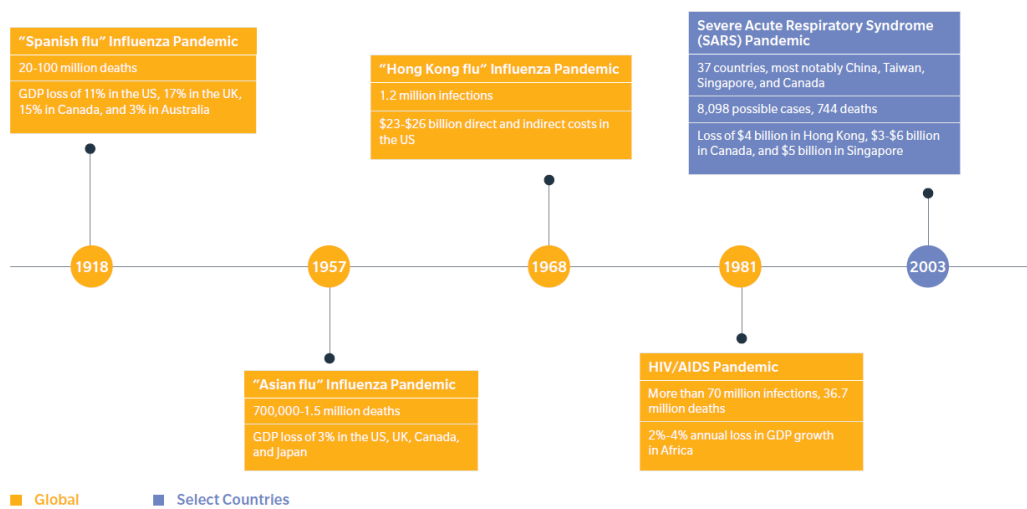 “Spanish flu” Influenza Pandemic
20-100 million deaths
GDP loss of 11% in the US, 17% in the UK,
15% in Canada, and 3% in Australia
“Hong Kong flu” Influenza Pandemic
1.2 million infections
$23-$26 billion direct and indirect costs in
the US
Severe Acute Respiratory Syndrome
(SARS) Pandemic
37 countries, most notably China, Taiwan,
Singapore, and Canada
8,098 possible cases, 744 deaths
Loss of $4 billion in Hong Kong, $3-$6 billion
in Canada, and $5 billion in Singapore
1918
1957
1968
1981
2003
“Asian flu” Influenza Pandemic
700,000-1.5 million deaths
GDP loss of 3% in the US, UK, Canada,
and Japan
HIV/AIDS Pandemic
More than 70 million infections, 36.7
million deaths
2%-4% annual loss in GDP growth
in Africa
Global
Select Countries